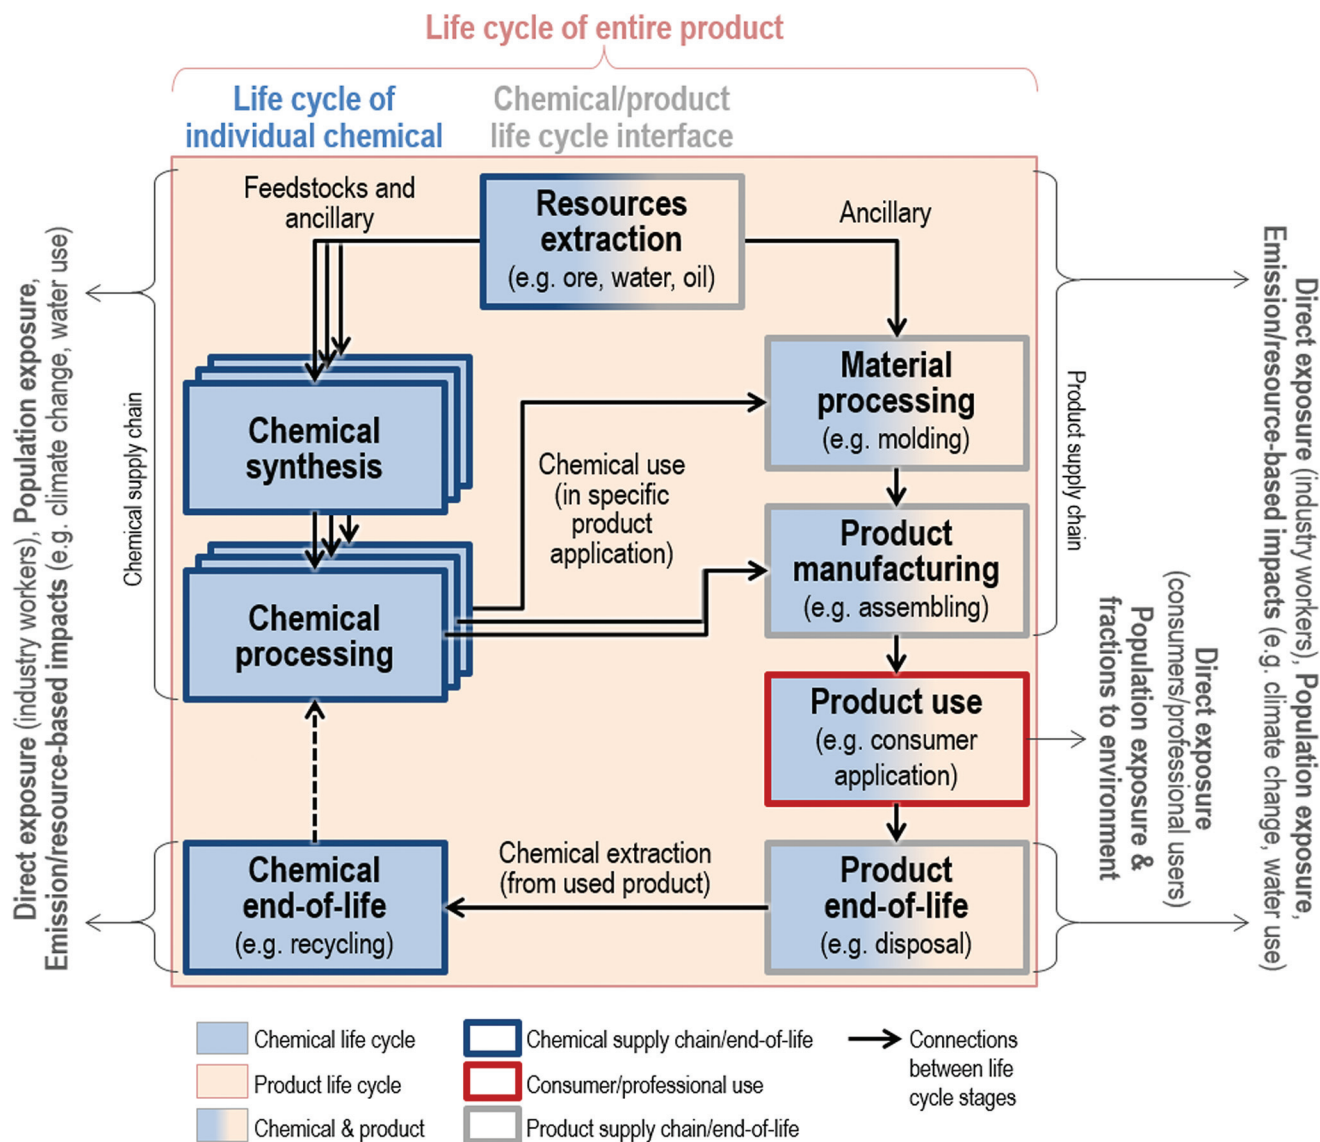 Life cycle of entire product
Life cycle of
individual chemical
Chemical/product
life cycle interface
Feedstocks and
ancillary
Resources
extraction
(e.g. ore, water, oil)
Ancillary
Chemical
synthesis
Material
processing
(e.g. molding)
Chemical use
(in specific
product
application)
Product
manufacturing
(e.g. assembling)
Chemical
processing
Product use
(e.g. consumer
application)
Chemical
end-of-life
(e.g. recycling)
Chemical extraction
(from used product)
Product
end-of-life
(e.g. disposal)
Direct exposure (industry workers), Population exposure,
Emission/resource-based impacts (e.g. climate change, water use)
Chemical supply chain
Product supply chain
Direct exposure
(consumers/professional users)
Population exposure &
fractions to environment
Direct exposure (industry workers), Population exposure,
Emission/resource-based impacts (e.g. climate change, water use)
Chemical life cycle
Product life cycle
Chemical & product
Chemical supply chain/end-of-life
Consumer/professional use
Product supply chain/end-of-life
Connections
between life
cycle stages